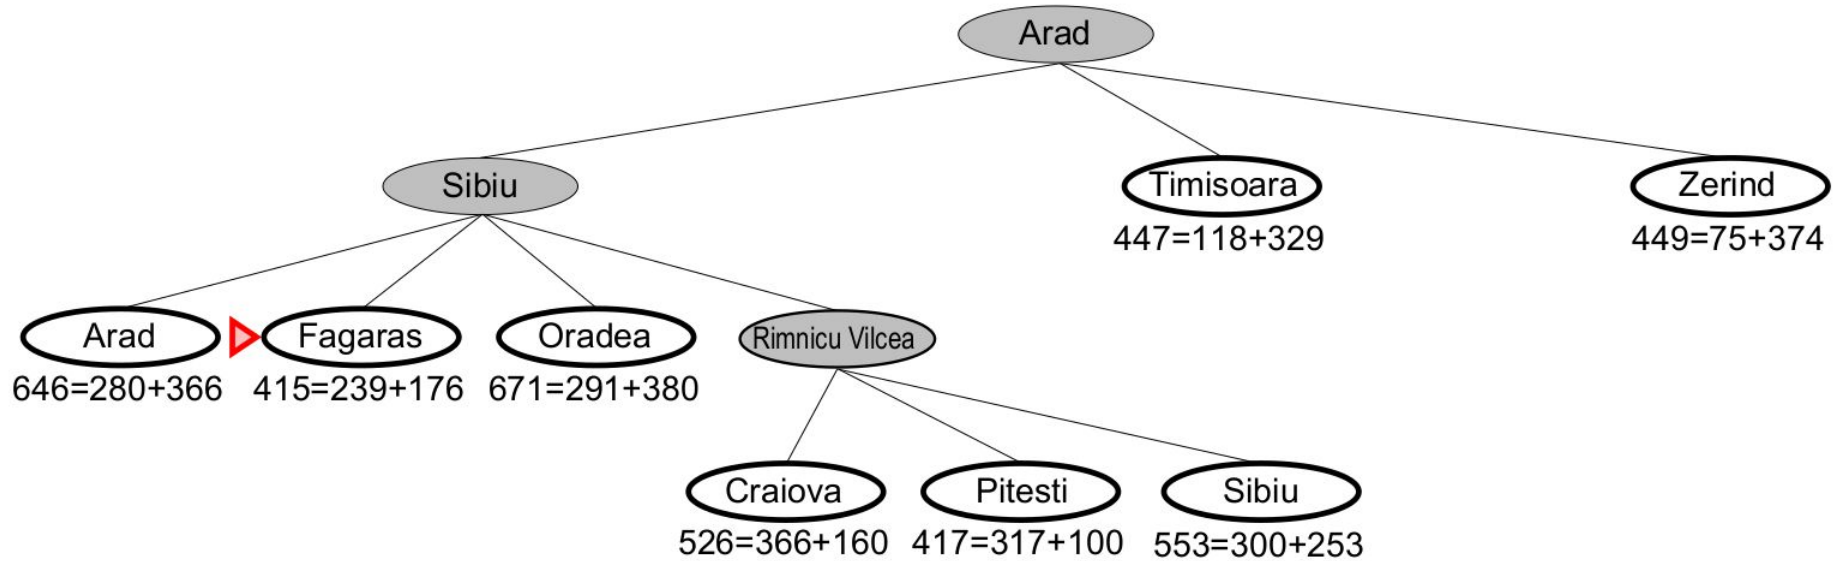 Arad
Sibiu
Timisoara
Zerind
447=118+329
449=75+374
Arad
Fagaras
Oradea
Rimnicu Vilcea
646=280+366
415=239+176
671=291+380
Craiova
Pitesti
Sibiu
526=366+160
417=317+100
553=300+253